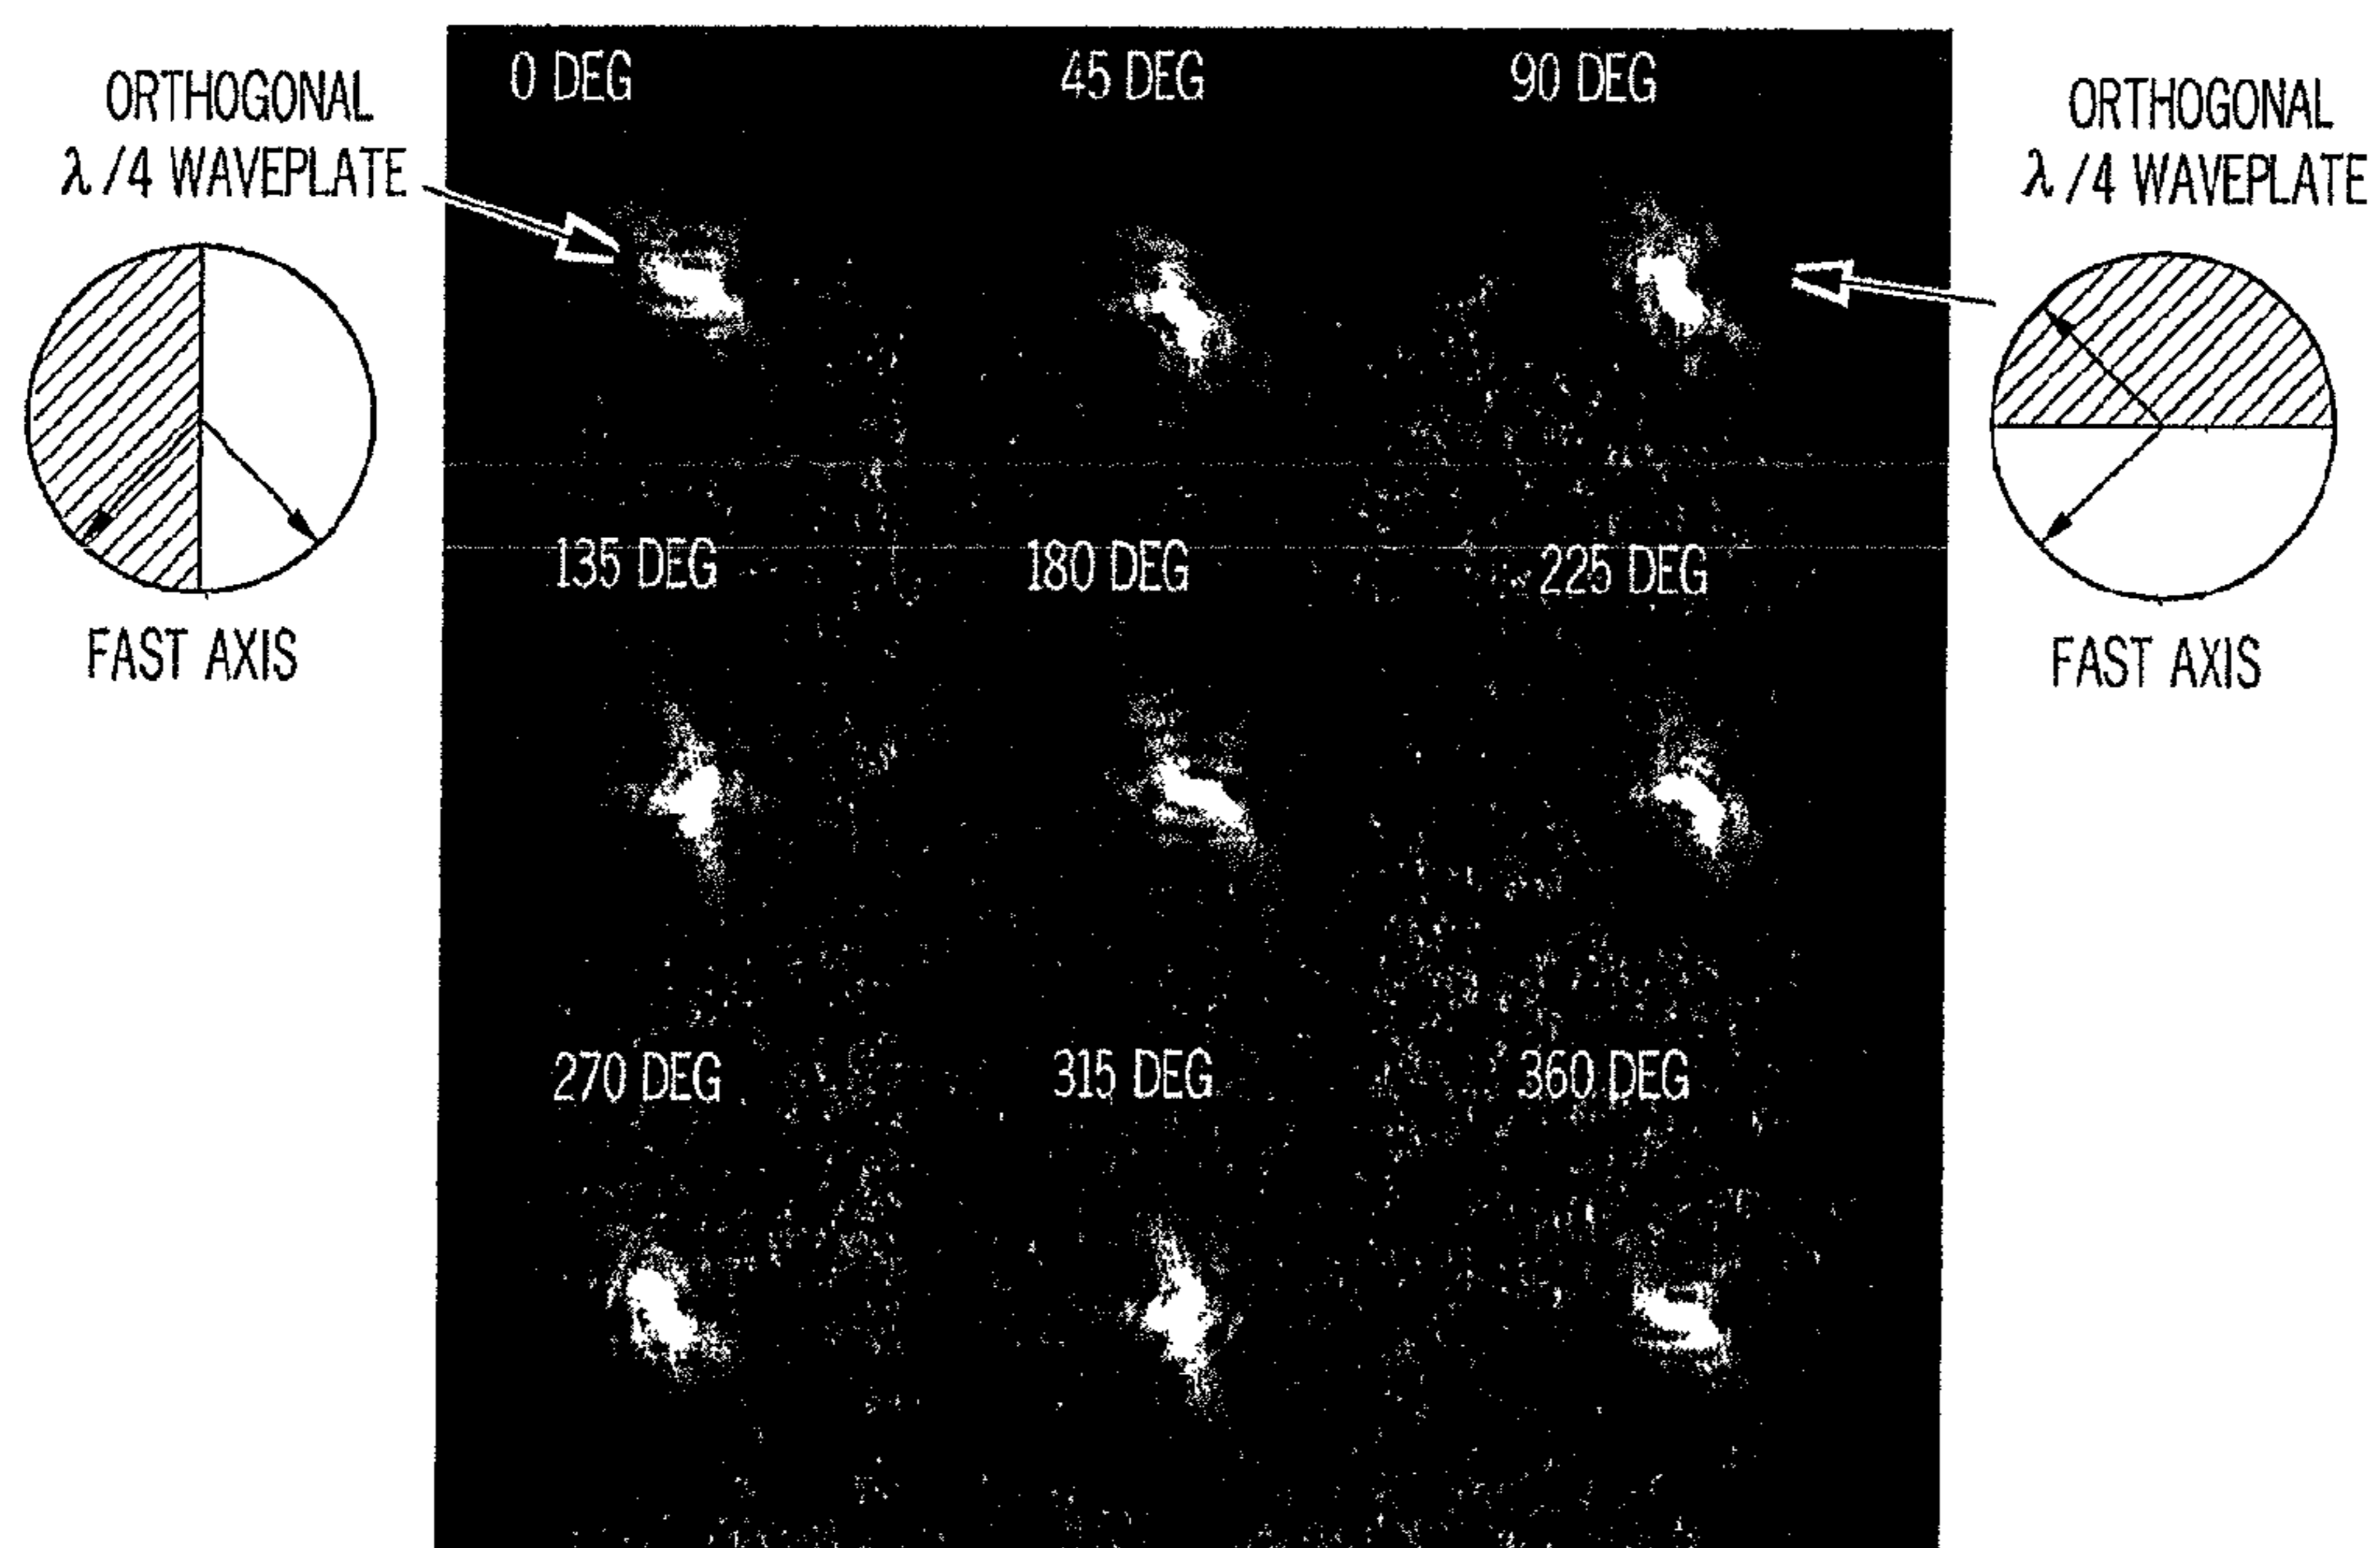 ORTHOGONAL
λ/4 WAVEPLATE
FAST AXIS
0 DEG
45 DEG
90 DEG
135 DEG
180 DEG
225 DEG
270 DEG
315 DEG
360 DEG
ORTHOGONAL
λ/4 WAVEPLATE
FAST AXIS